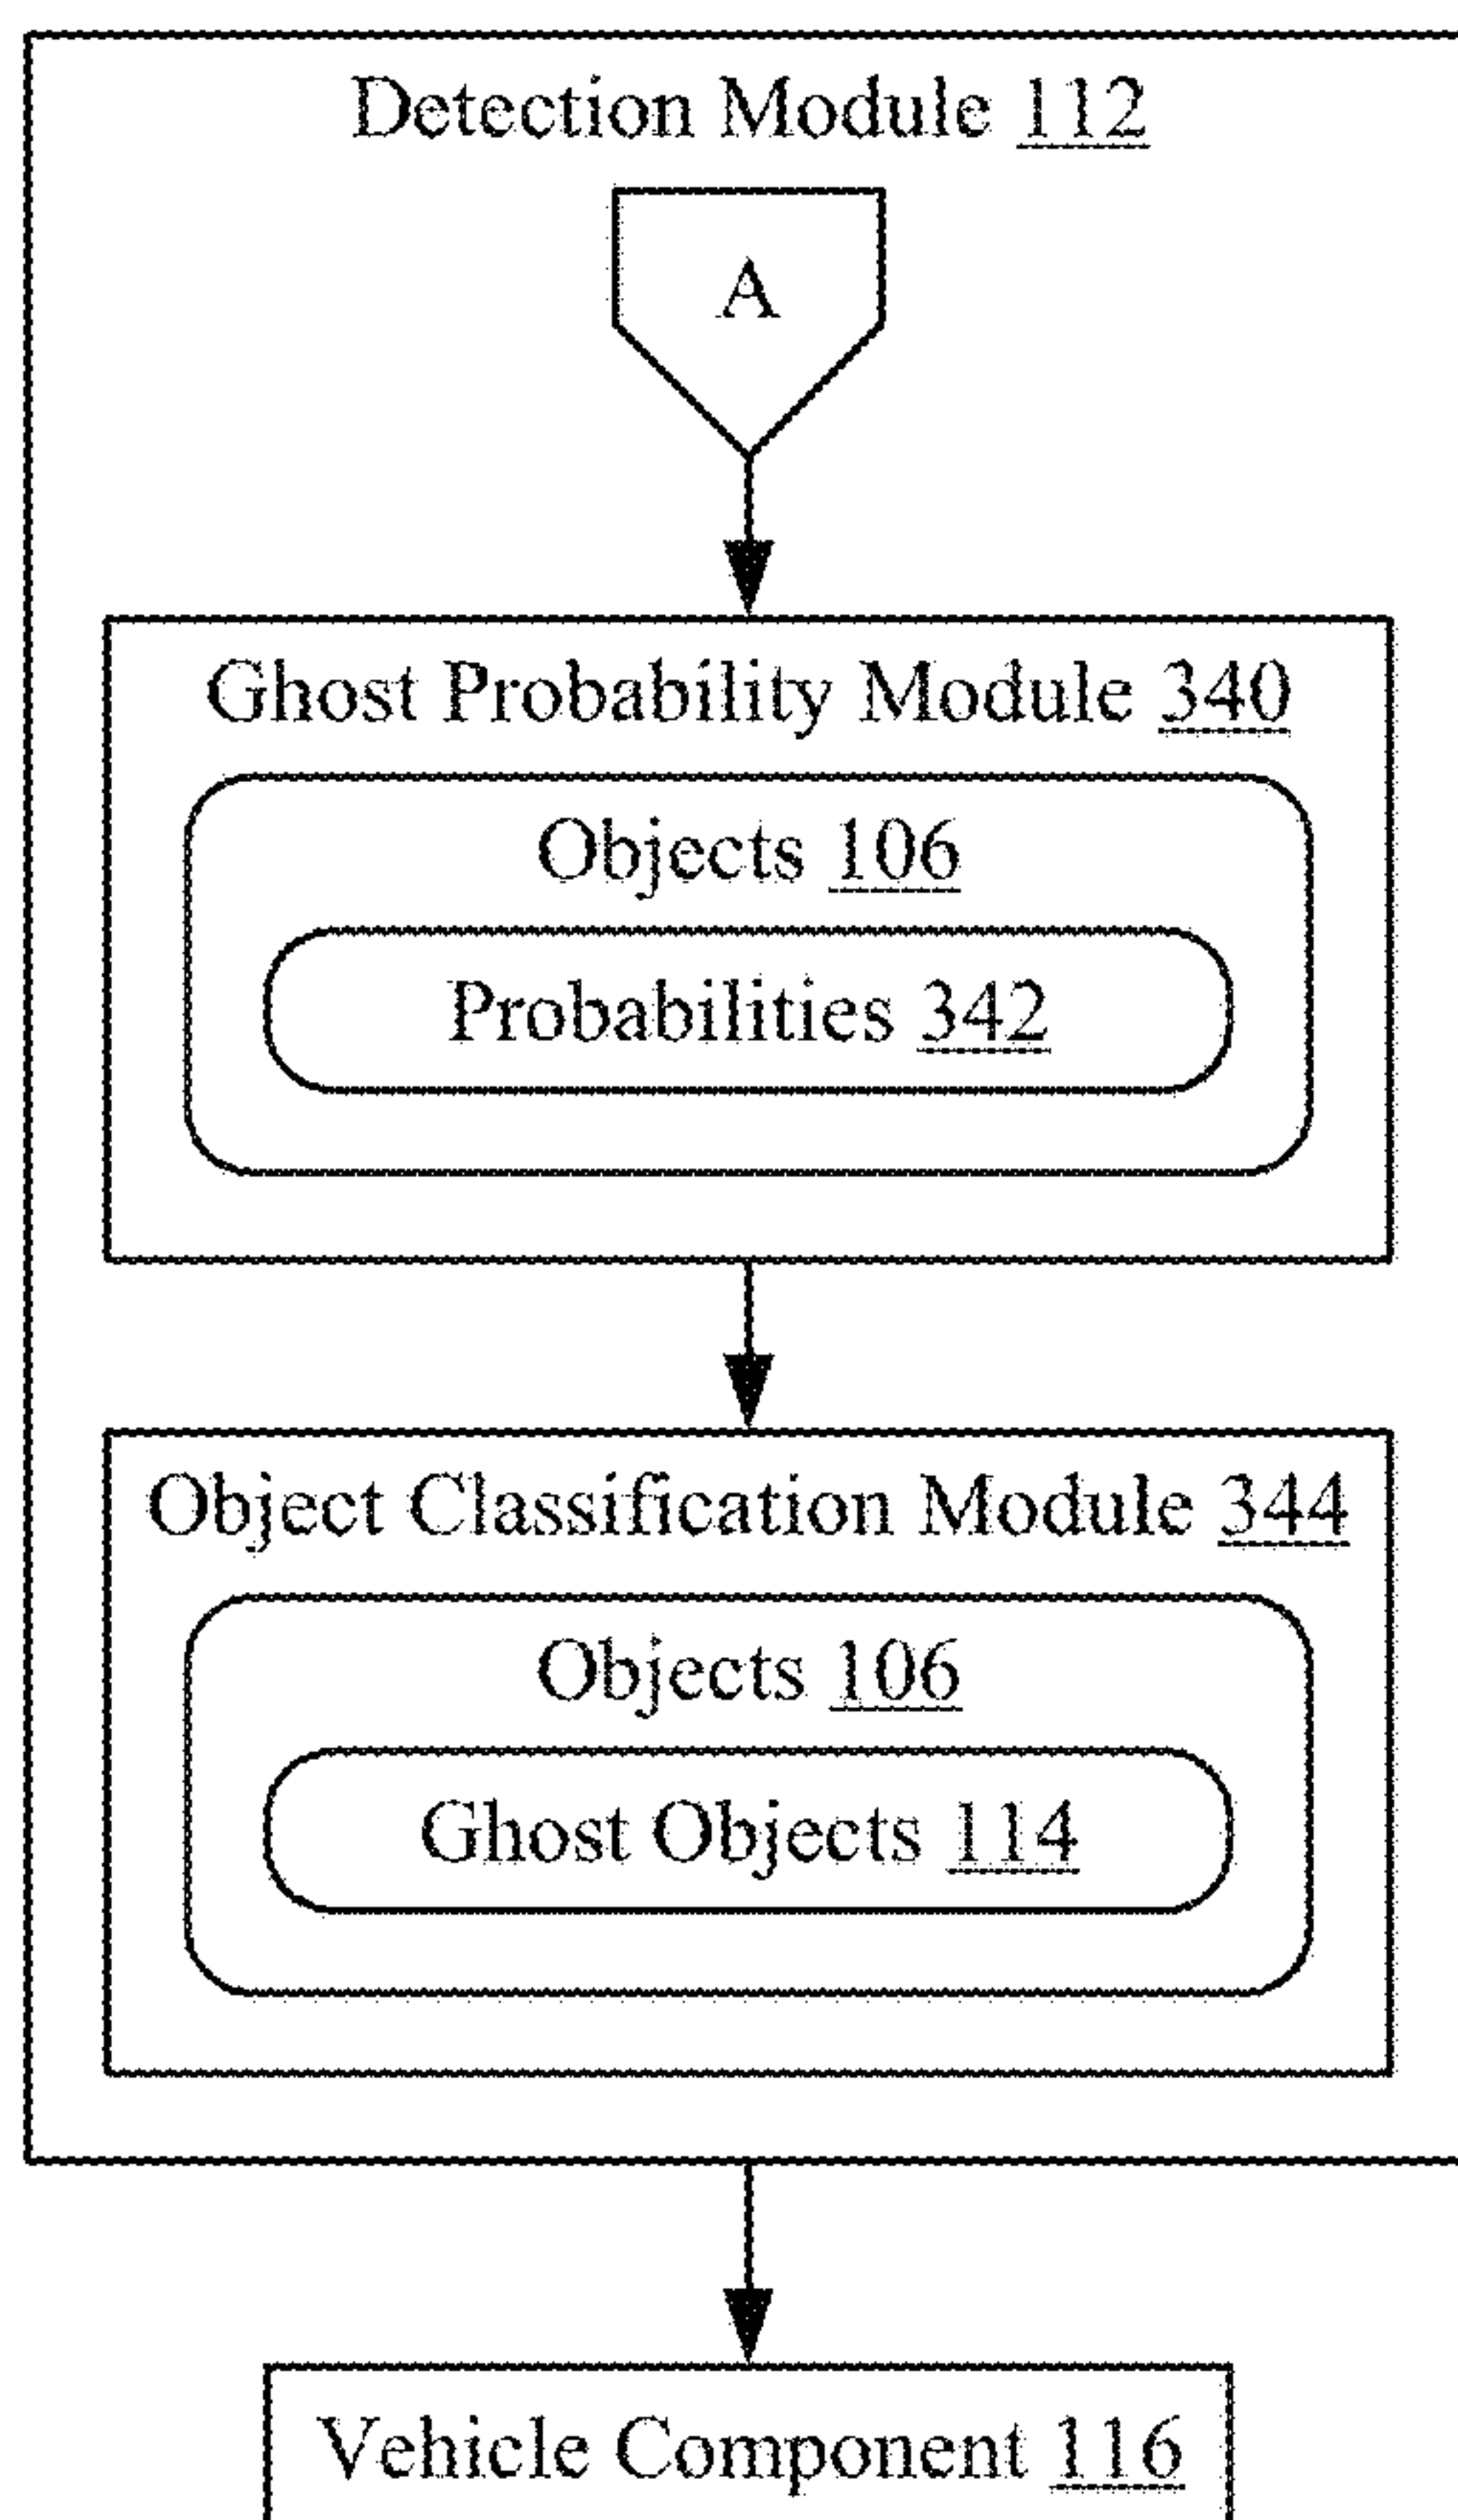 Detection Module 112
A
Ghost Probability Module 340
Objects 106
Probabilities 342
Object Classification Module 344
Objects 106
Ghost Objects 114
Vehicle Component 116